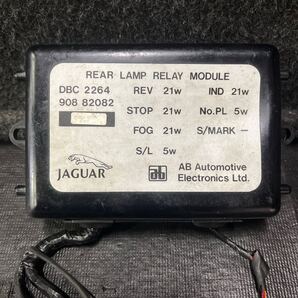 REAR LAMP RELAY MODULE
DBC 2264 REV 21w IND 21w
908 82082 STOP 21w No.PL 5w
FOG 21w S/MARK —
S/L 5w
JAGUAR ab AB Automotive
Electronics Ltd.